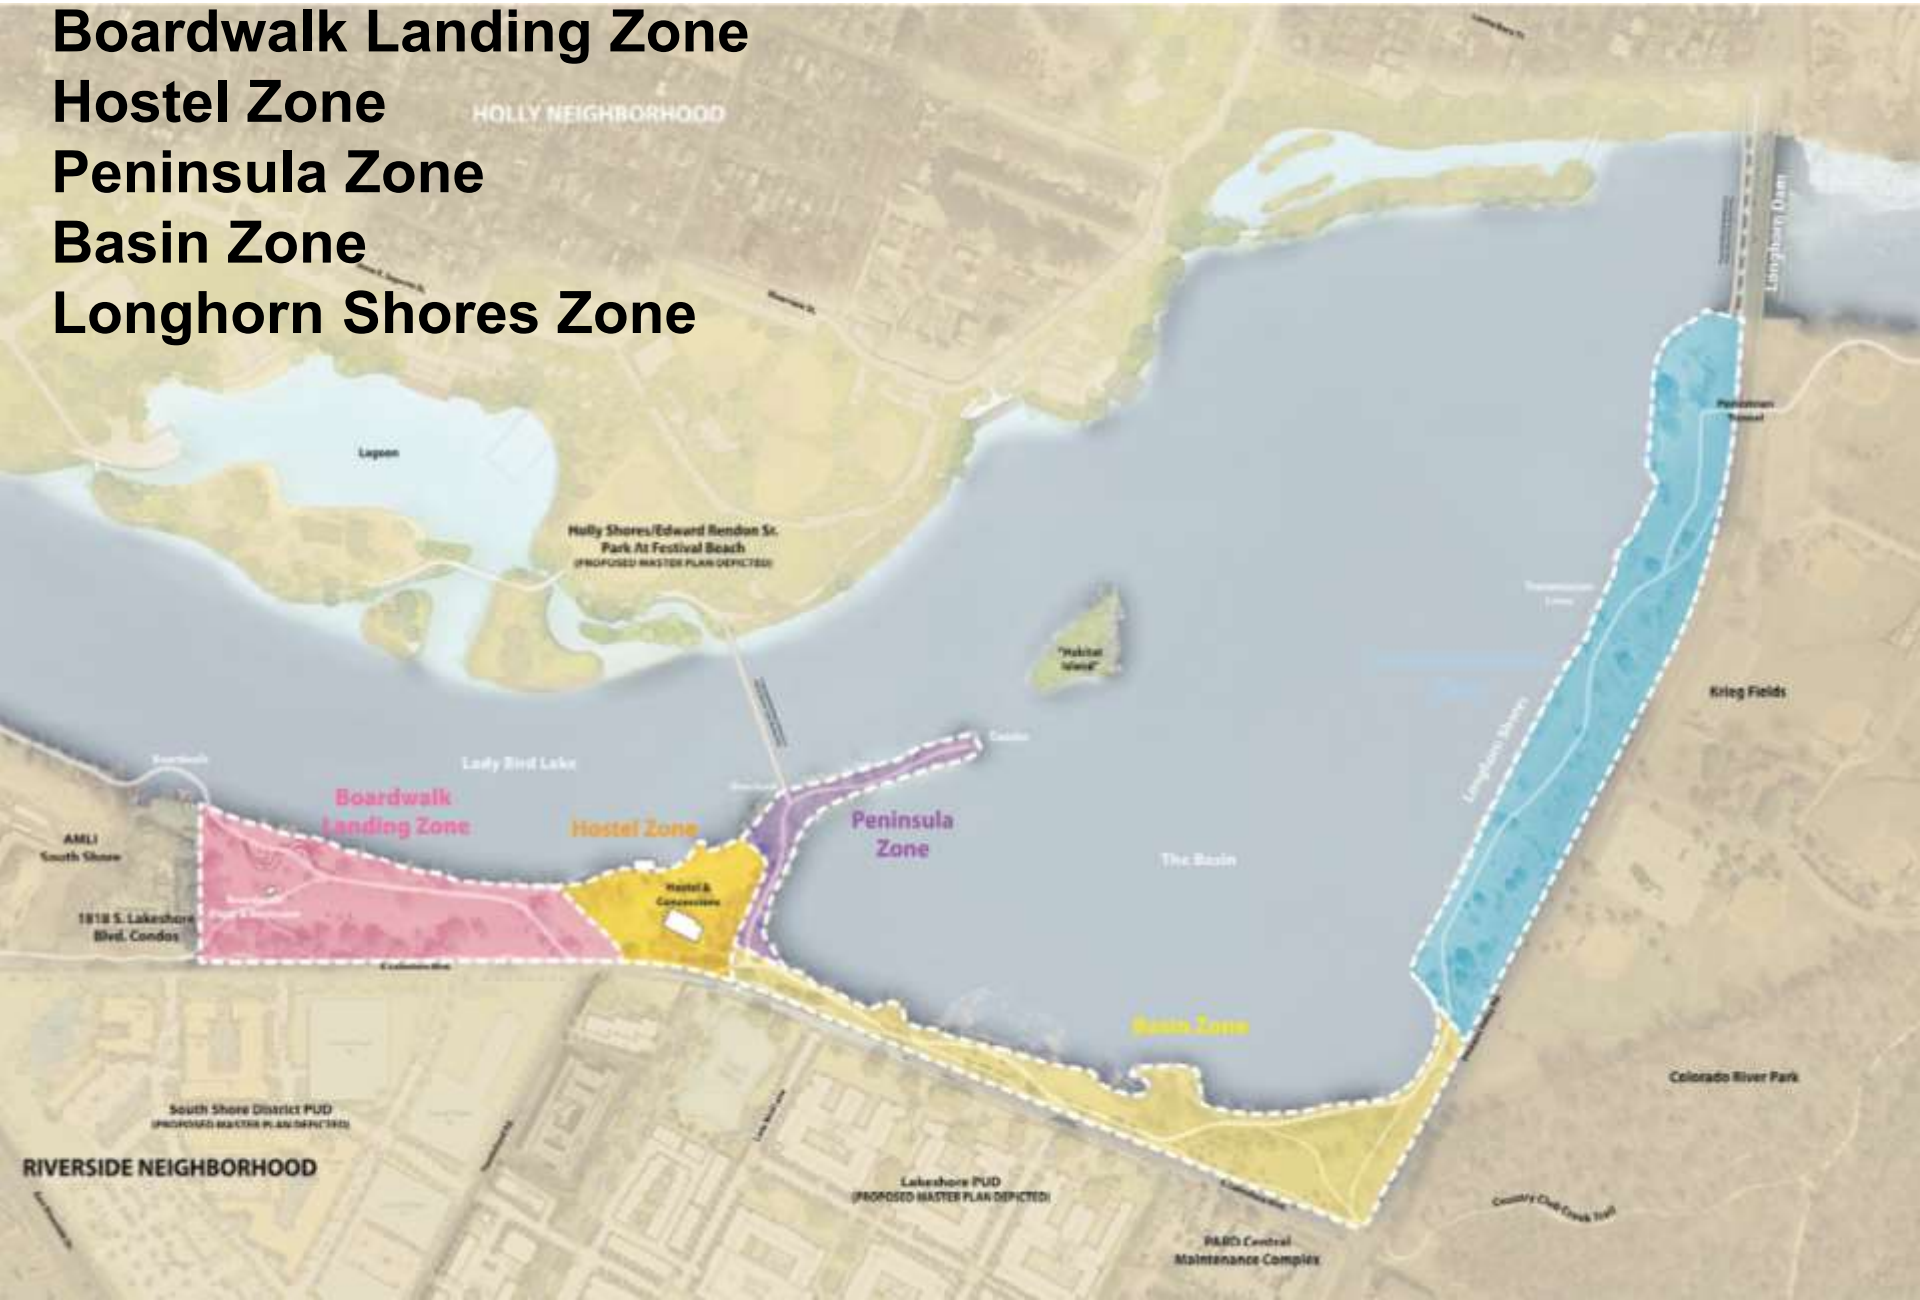 Boardwalk Landing Zone
Hostel Zone
Peninsula Zone
Basin Zone
Longhorn Shores Zone
HOLLY NEIGHBORHOOD
Longhorn Dam
Lagoon
Holly Shores/Edward Rendon Sr.
Park At Festival Beach
(PROPOSED MASTER PLAN DEPICTED)
"Habitat
Island"
Krieg Fields
Longhorn Shores
Boardwalk
Lady Bird Lake
Boardwalk
Landing Zone
Hostel Zone
Peninsula
Zone
The Basin
AMLI
South Shore
1818 S. Lakeshore
Blvd. Condos
Hostel &
Concessions
Basin Zone
Colorado River Park
South Shore District PUD
(PROPOSED MASTER PLAN DEPICTED)
RIVERSIDE NEIGHBORHOOD
Lakeshore PUD
(PROPOSED MASTER PLAN DEPICTED)
Country Club Creek Trail
PARD Central
Maintenance Complex